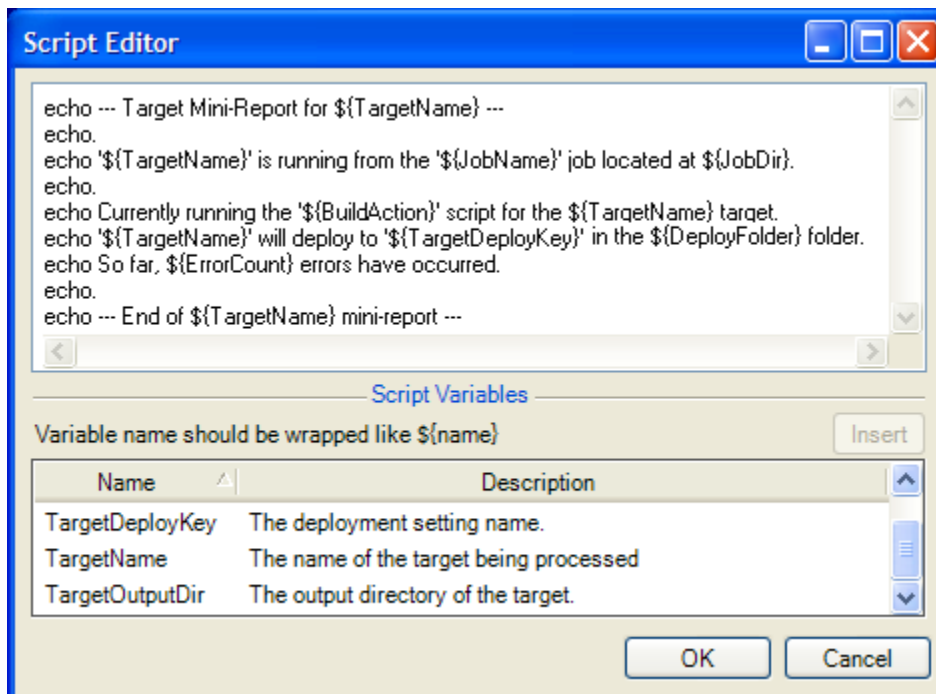 Script Editor
echo --- Target Mini-Report for ${TargetName} ---
echo.
echo '${TargetName}' is running from the '${JobName}' job located at ${JobDir}.
echo.
echo Currently running the '${BuildAction}' script for the ${TargetName} target.
echo '${TargetName}' will deploy to '${TargetDeployKey}' in the ${DeployFolder} folder.
echo So far, ${ErrorCount} errors have occurred.
echo.
echo --- End of ${TargetName} mini-report ---
Script Variables
Variable name should be wrapped like ${name}
Insert
Name Description
TargetDeployKey The deployment setting name.
TargetName The name of the target being processed
TargetOutputDir The output directory of the target.
OK Cancel